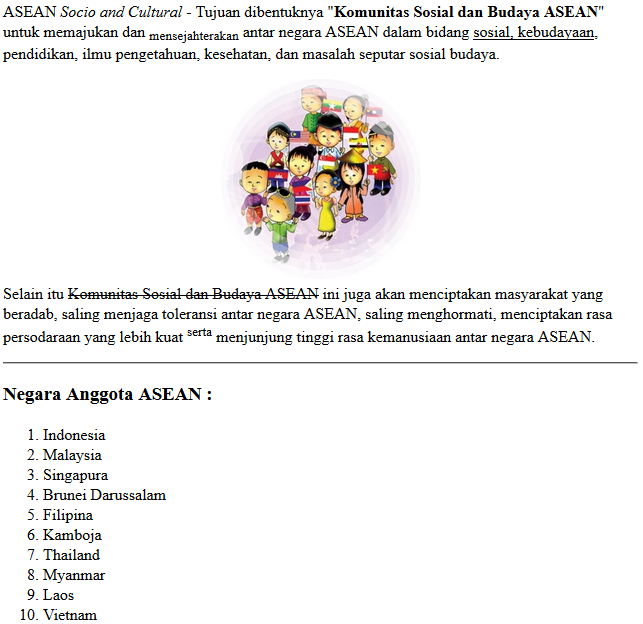 ASEAN Socio and Cultural - Tujuan dibentuknya "Komunitas Sosial dan Budaya ASEAN"
untuk memajukan dan mensejahterakan antar negara ASEAN dalam bidang sosial, kebudayaan,
pendidikan, ilmu pengetahuan, kesehatan, dan masalah seputar sosial budaya.
Selain itu Komunitas Sosial dan Budaya ASEAN ini juga akan menciptakan masyarakat yang
beradab, saling menjaga toleransi antar negara ASEAN, saling menghormati, menciptakan rasa
persodaraan yang lebih kuat serta menjunjung tinggi rasa kemanusiaan antar negara ASEAN.
Negara Anggota ASEAN :
1. Indonesia
2. Malaysia
3. Singapura
4. Brunei Darussalam
5. Filipina
6. Kamboja
7. Thailand
8. Myanmar
9. Laos
10. Vietnam